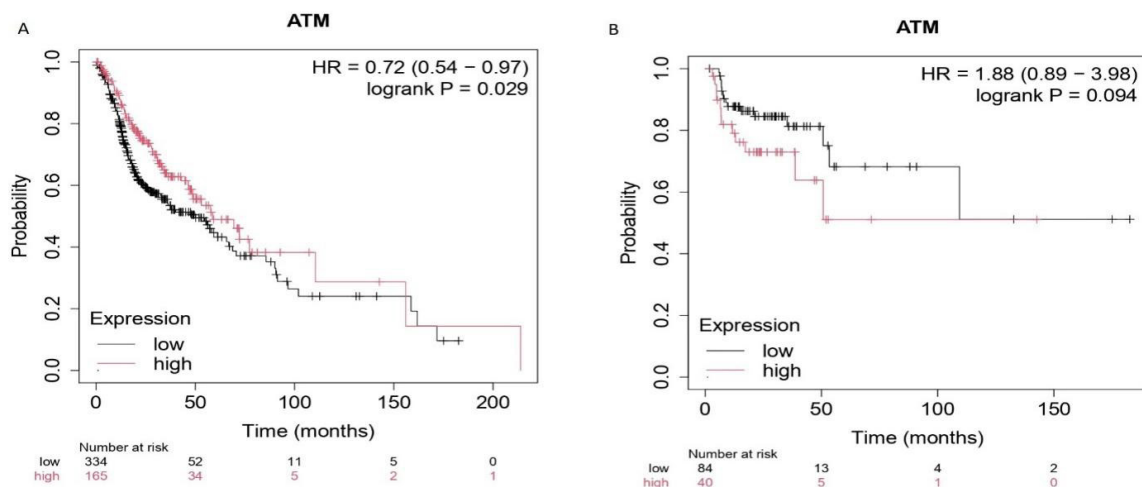 A
ATM
HR = 0.72 (0.54 − 0.97)
logrank P = 0.029
Probability
1.0
0.8
0.6
0.4
0.2
0.0
Expression
low
high
0 50 100 150 200
Time (months)
Number at risk
low 334 52 11 5 0
high 165 34 5 2 1
B
ATM
HR = 1.88 (0.89 − 3.98)
logrank P = 0.094
Probability
1.0
0.8
0.6
0.4
0.2
0.0
Expression
low
high
0 50 100 150
Time (months)
Number at risk
low 84 13 4 2
high 40 5 1 0